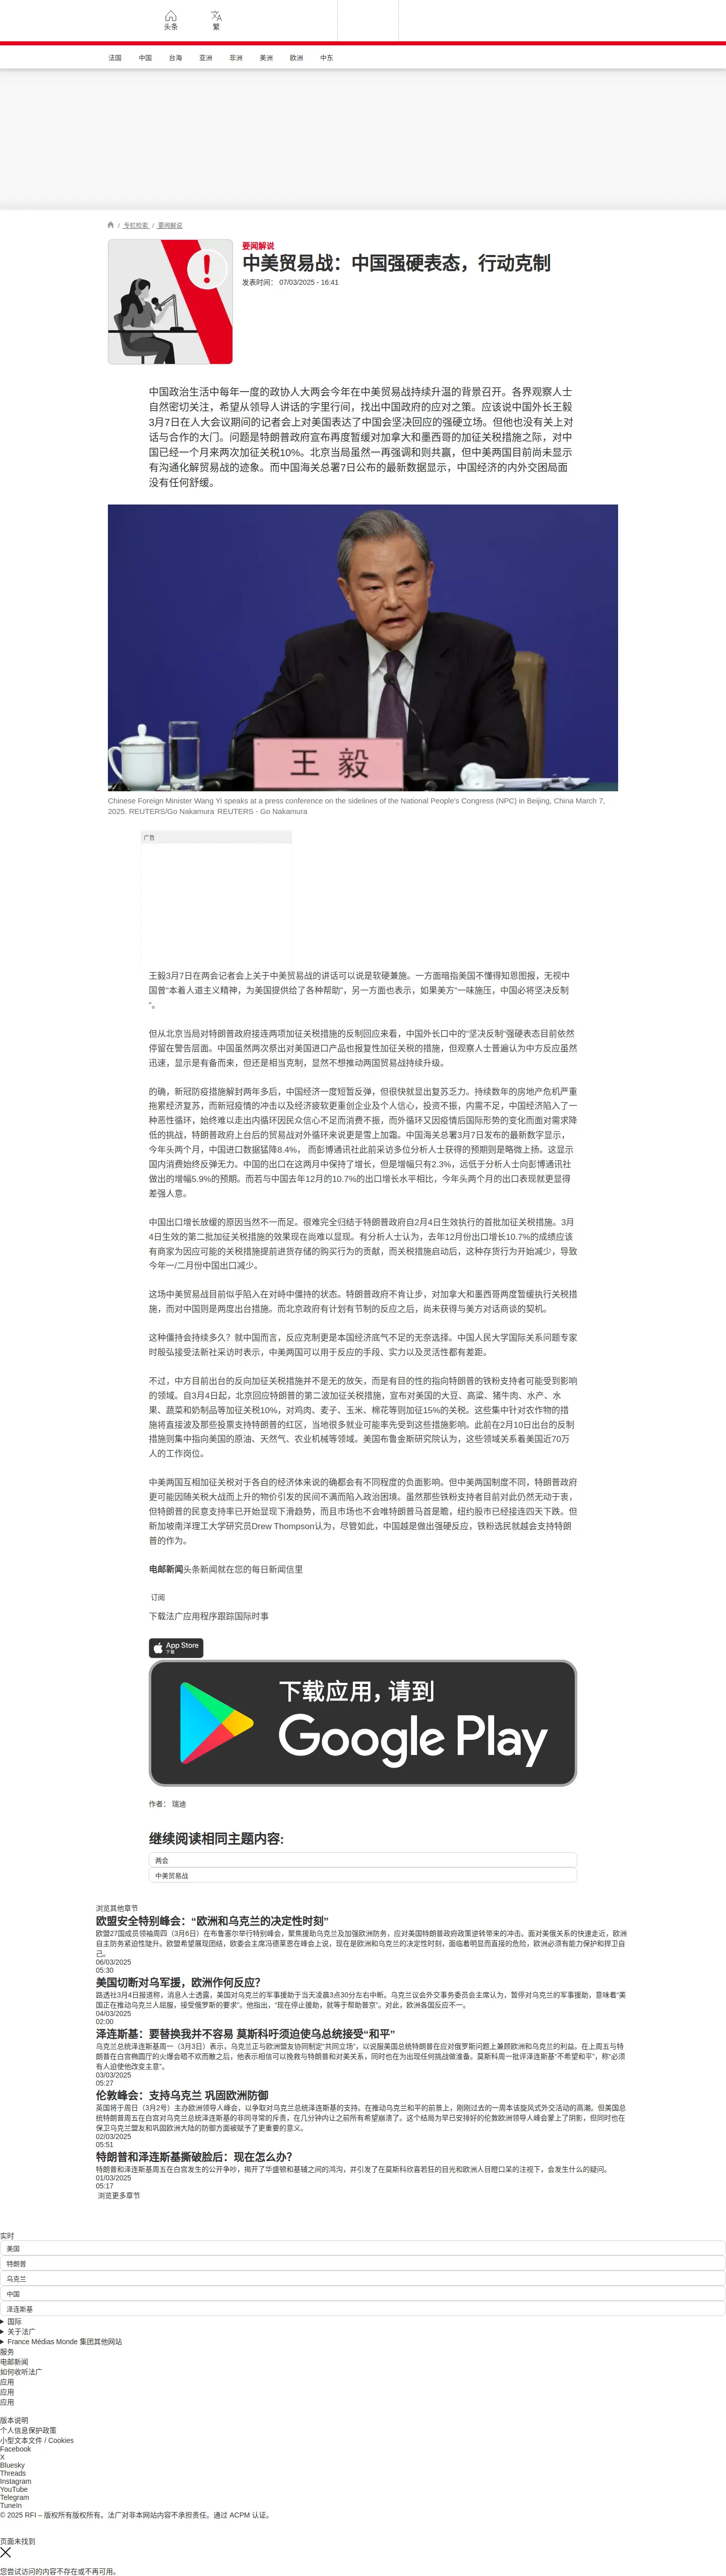 头条
繁
法国 中国 台海 亚洲 非洲 美洲 欧洲 中东
/ 专栏检索 / 要闻解说
要闻解说
中美贸易战：中国强硬表态，行动克制
发表时间： 07/03/2025 - 16:41
中国政治生活中每年一度的政协人大两会今年在中美贸易战持续升温的背景召开。各界观察人士
自然密切关注，希望从领导人讲话的字里行间，找出中国政府的应对之策。应该说中国外长王毅
3月7日在人大会议期间的记者会上对美国表达了中国会坚决回应的强硬立场。但他也没有关上对
话与合作的大门。问题是特朗普政府宣布再度暂缓对加拿大和墨西哥的加征关税措施之际，对中
国已经一个月来两次加征关税10%。北京当局虽然一再强调和则共赢，但中美两国目前尚未显示
有沟通化解贸易战的迹象。而中国海关总署7日公布的最新数据显示，中国经济的内外交困局面
没有任何舒缓。
王毅
Chinese Foreign Minister Wang Yi speaks at a press conference on the sidelines of the National People's Congress (NPC) in Beijing, China March 7,
2025. REUTERS/Go Nakamura REUTERS - Go Nakamura
广告
王毅3月7日在两会记者会上关于中美贸易战的讲话可以说是软硬兼施。一方面暗指美国不懂得知恩图报，无视中
国曾“本着人道主义精神，为美国提供给了各种帮助”，另一方面也表示，如果美方“一味施压，中国必将坚决反制
“。
但从北京当局对特朗普政府接连两项加征关税措施的反制回应来看，中国外长口中的“坚决反制”强硬表态目前依然
停留在警告层面。中国虽然两次祭出对美国进口产品也报复性加征关税的措施，但观察人士普遍认为中方反应虽然
迅速，显示是有备而来，但还是相当克制，显然不想推动两国贸易战持续升级。
的确，新冠防疫措施解封两年多后，中国经济一度短暂反弹，但很快就显出复苏乏力。持续数年的房地产危机严重
拖累经济复苏，而新冠疫情的冲击以及经济疲软更重创企业及个人信心，投资不振，内需不足，中国经济陷入了一
种恶性循环，始终难以走出内循环因民众信心不足而消费不振，而外循环又因疫情后国际形势的变化而面对需求降
低的挑战，特朗普政府上台后的贸易战对外循环来说更是雪上加霜。中国海关总署3月7日发布的最新数字显示，
今年头两个月，中国进口数据猛降8.4%， 而彭博通讯社此前采访多位分析人士获得的预期则是略微上扬。这显示
国内消费始终反弹无力。中国的出口在这两月中保持了增长，但是增幅只有2.3%，远低于分析人士向彭博通讯社
做出的增幅5.9%的预期。而若与中国去年12月的10.7%的出口增长水平相比，今年头两个月的出口表现就更显得
差强人意。
中国出口增长放缓的原因当然不一而足。很难完全归结于特朗普政府自2月4日生效执行的首批加征关税措施。3月
4日生效的第二批加征关税措施的效果现在尚难以显现。有分析人士认为，去年12月份出口增长10.7%的成绩应该
有商家为因应可能的关税措施提前进货存储的购买行为的贡献，而关税措施启动后，这种存货行为开始减少，导致
今年一/二月份中国出口减少。
这场中美贸易战目前似乎陷入在对峙中僵持的状态。特朗普政府不肯让步，对加拿大和墨西哥两度暂缓执行关税措
施，而对中国则是两度出台措施。而北京政府有计划有节制的反应之后，尚未获得与美方对话商谈的契机。
这种僵持会持续多久？就中国而言，反应克制更是本国经济底气不足的无奈选择。中国人民大学国际关系问题专家
时殷弘接受法新社采访时表示，中美两国可以用于反应的手段、实力以及灵活性都有差距。
不过，中方目前出台的反向加征关税措施并不是无的放矢，而是有目的性的指向特朗普的铁粉支持者可能受到影响
的领域。自3月4日起，北京回应特朗普的第二波加征关税措施，宣布对美国的大豆、高粱、猪牛肉、水产、水
果、蔬菜和奶制品等加征关税10%，对鸡肉、麦子、玉米、棉花等则加征15%的关税。这些集中针对农作物的措
施将直接波及那些投票支持特朗普的红区，当地很多就业可能率先受到这些措施影响。此前在2月10日出台的反制
措施则集中指向美国的原油、天然气、农业机械等领域。美国布鲁金斯研究院认为，这些领域关系着美国近70万
人的工作岗位。
中美两国互相加征关税对于各自的经济体来说的确都会有不同程度的负面影响。但中美两国制度不同，特朗普政府
更可能因随关税大战而上升的物价引发的民间不满而陷入政治困境。虽然那些铁粉支持者目前对此仍然无动于衷，
但特朗普的民意支持率已开始显现下滑趋势，而且市场也不会唯特朗普马首是瞻，纽约股市已经接连四天下跌。但
新加坡南洋理工大学研究员Drew Thompson认为，尽管如此，中国越是做出强硬反应，铁粉选民就越会支持特朗
普的作为。
电邮新闻头条新闻就在您的每日新闻信里
订阅
下载法广应用程序跟踪国际时事
App Store
下载
下载应用，请到
Google Play
作者： 瑞迪
继续阅读相同主题内容:
两会
中美贸易战
浏览其他章节
欧盟安全特别峰会：“欧洲和乌克兰的决定性时刻”
欧盟27国成员领袖周四（3月6日）在布鲁塞尔举行特别峰会，聚焦援助乌克兰及加强欧洲防务，应对美国特朗普政府政策逆转带来的冲击。面对美俄关系的快速走近，欧洲
自主防务紧迫性陡升。欧盟希望展现团结，欧委会主席冯德莱恩在峰会上说，现在是欧洲和乌克兰的决定性时刻，面临着明显而直接的危险，欧洲必须有能力保护和捍卫自
己。
06/03/2025
05:30
美国切断对乌军援，欧洲作何反应？
路透社3月4日报道称，消息人士透露，美国对乌克兰的军事援助于当天凌晨3点30分左右中断。乌克兰议会外交事务委员会主席认为，暂停对乌克兰的军事援助，意味着“美
国正在推动乌克兰人屈服，接受俄罗斯的要求”。他指出，“现在停止援助，就等于帮助普京”。对此，欧洲各国反应不一。
04/03/2025
02:00
泽连斯基：要替换我并不容易 莫斯科吁须迫使乌总统接受“和平”
乌克兰总统泽连斯基周一（3月3日）表示，乌克兰正与欧洲盟友协同制定“共同立场”，以说服美国总统特朗普在应对俄罗斯问题上兼顾欧洲和乌克兰的利益。在上周五与特
朗普在白宫椭圆厅的火爆会晤不欢而散之后，他表示相信可以挽救与特朗普和对美关系，同时也在为出现任何挑战做准备。莫斯科周一批评泽连斯基“不希望和平”，称“必须
有人迫使他改变主意”。
03/03/2025
05:27
伦敦峰会：支持乌克兰 巩固欧洲防御
英国将于周日（3月2号）主办欧洲领导人峰会，以争取对乌克兰总统泽连斯基的支持。在推动乌克兰和平的前景上，刚刚过去的一周本该旋风式外交活动的高潮。但美国总
统特朗普周五在白宫对乌克兰总统泽连斯基的非同寻常的斥责，在几分钟内让之前所有希望崩溃了。这个结局为早已安排好的伦敦欧洲领导人峰会蒙上了阴影，但同时也在
保卫乌克兰盟友和巩固欧洲大陆的防御方面被赋予了更重要的意义。
02/03/2025
05:51
特朗普和泽连斯基撕破脸后：现在怎么办？
特朗普和泽连斯基周五在白宫发生的公开争吵，揭开了华盛顿和基辅之间的鸿沟，并引发了在莫斯科欣喜若狂的目光和欧洲人目瞪口呆的注视下，会发生什么的疑问。
01/03/2025
05:17
浏览更多章节
实时
美国
特朗普
乌克兰
中国
泽连斯基
国际
关于法广
France Médias Monde 集团其他网站
服务
电邮新闻
如何收听法广
应用
应用
应用
版本说明
个人信息保护政策
小型文本文件 / Cookies
Facebook
X
Bluesky
Threads
Instagram
YouTube
Telegram
TuneIn
© 2025 RFI – 版权所有版权所有。法广对非本网站内容不承担责任。通过 ACPM 认证。
页面未找到
您尝试访问的内容不存在或不再可用。